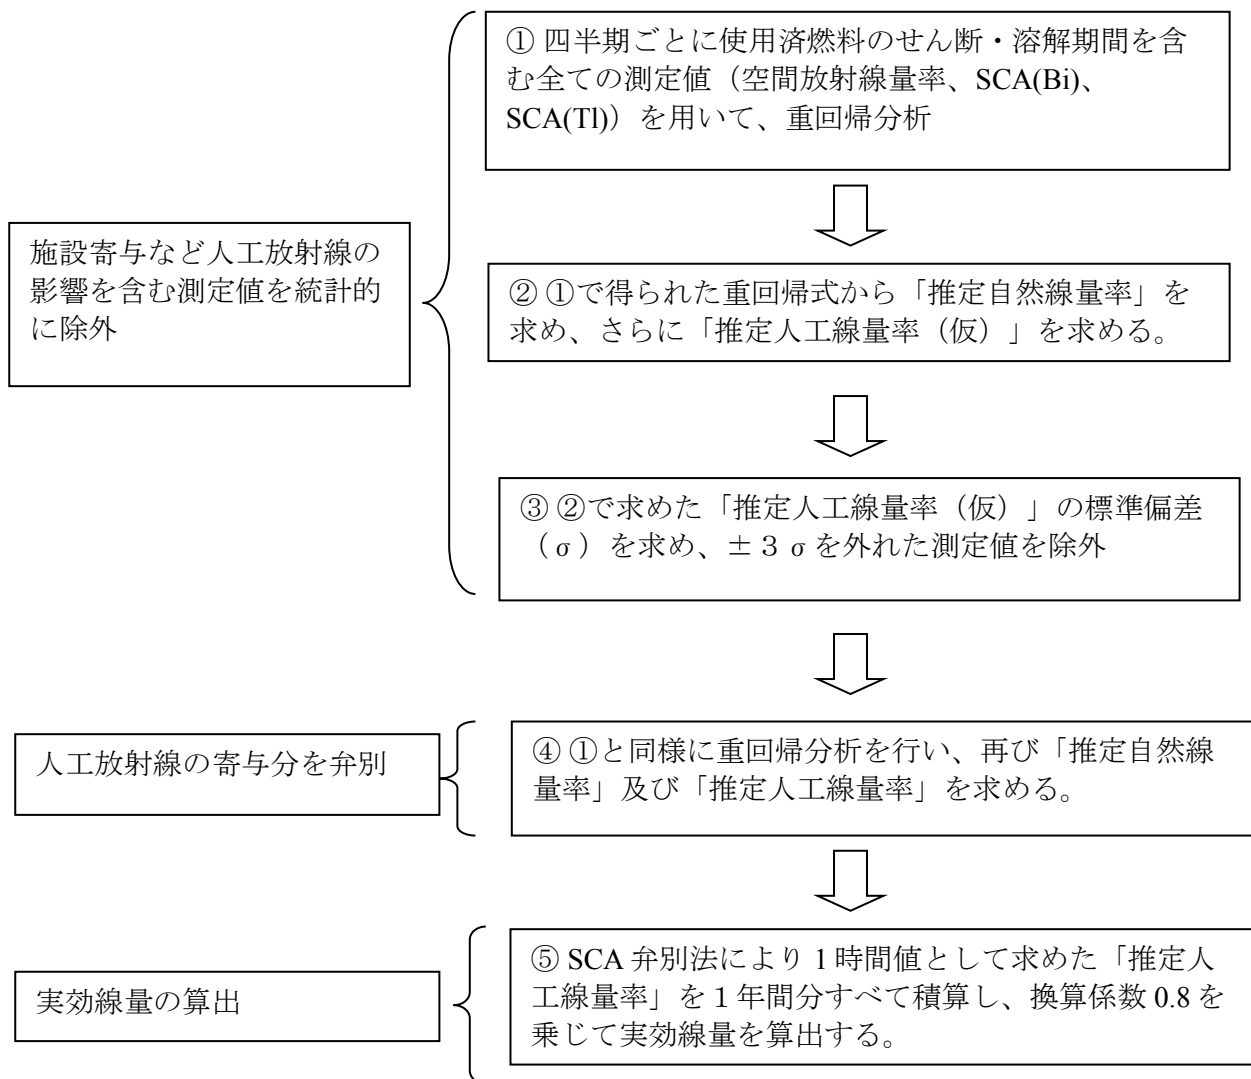 ① 四半期ごとに使用済燃料のせん断・溶解期間を含
む全ての測定値（空間放射線量率、SCA(Bi)、
SCA(Tl)）を用いて、重回帰分析
施設寄与など人工放射線の
影響を含む測定値を統計的
に除外
② ①で得られた重回帰式から「推定自然線量率」を
求め、さらに「推定人工線量率（仮）」を求める。
③ ②で求めた「推定人工線量率（仮）」の標準偏差
（σ）を求め、±３σを外れた測定値を除外
人工放射線の寄与分を弁別
④ ①と同様に重回帰分析を行い、再び「推定自然線
量率」及び「推定人工線量率」を求める。
実効線量の算出
⑤ SCA 弁別法により 1 時間値として求めた「推定人
工線量率」を１年間分すべて積算し、換算係数 0.8 を
乗じて実効線量を算出する。